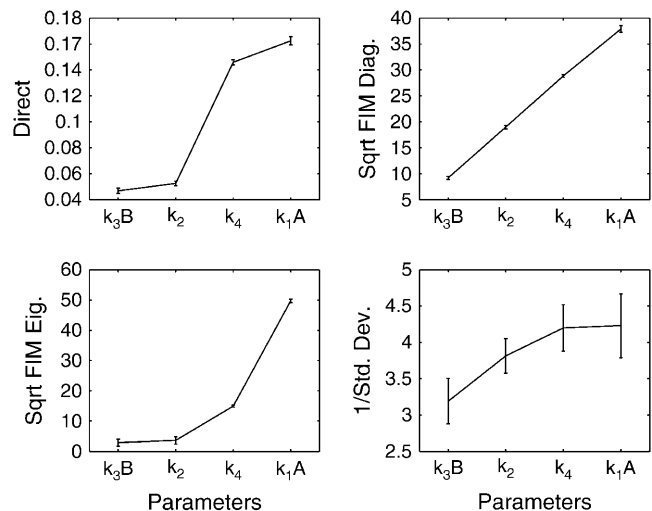 Direct
0.18
0.17
0.14
0.1
0.08
0.06
0.04
k3B k2 k4 k1A
Sqrt FIM Diag.
40
35
30
25
20
15
10
5
k3B k2 k4 k1A
Sqrt FIM Eig.
60
50
40
30
20
10
0
k3B k2 k4 k1A
Parameters
1/Std. Dev.
5
4.5
4
3.5
3
2.5
k3B k2 k4 k1A
Parameters